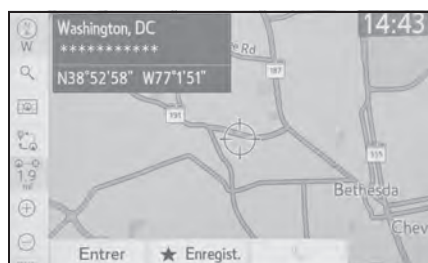 Washington, DC
***********
N38°52'58" W77°1'51"
14:43
N
W
e Rd
187
191
355
1.9
mi
Bethesda
Chev
Entrer
★ Enregist.